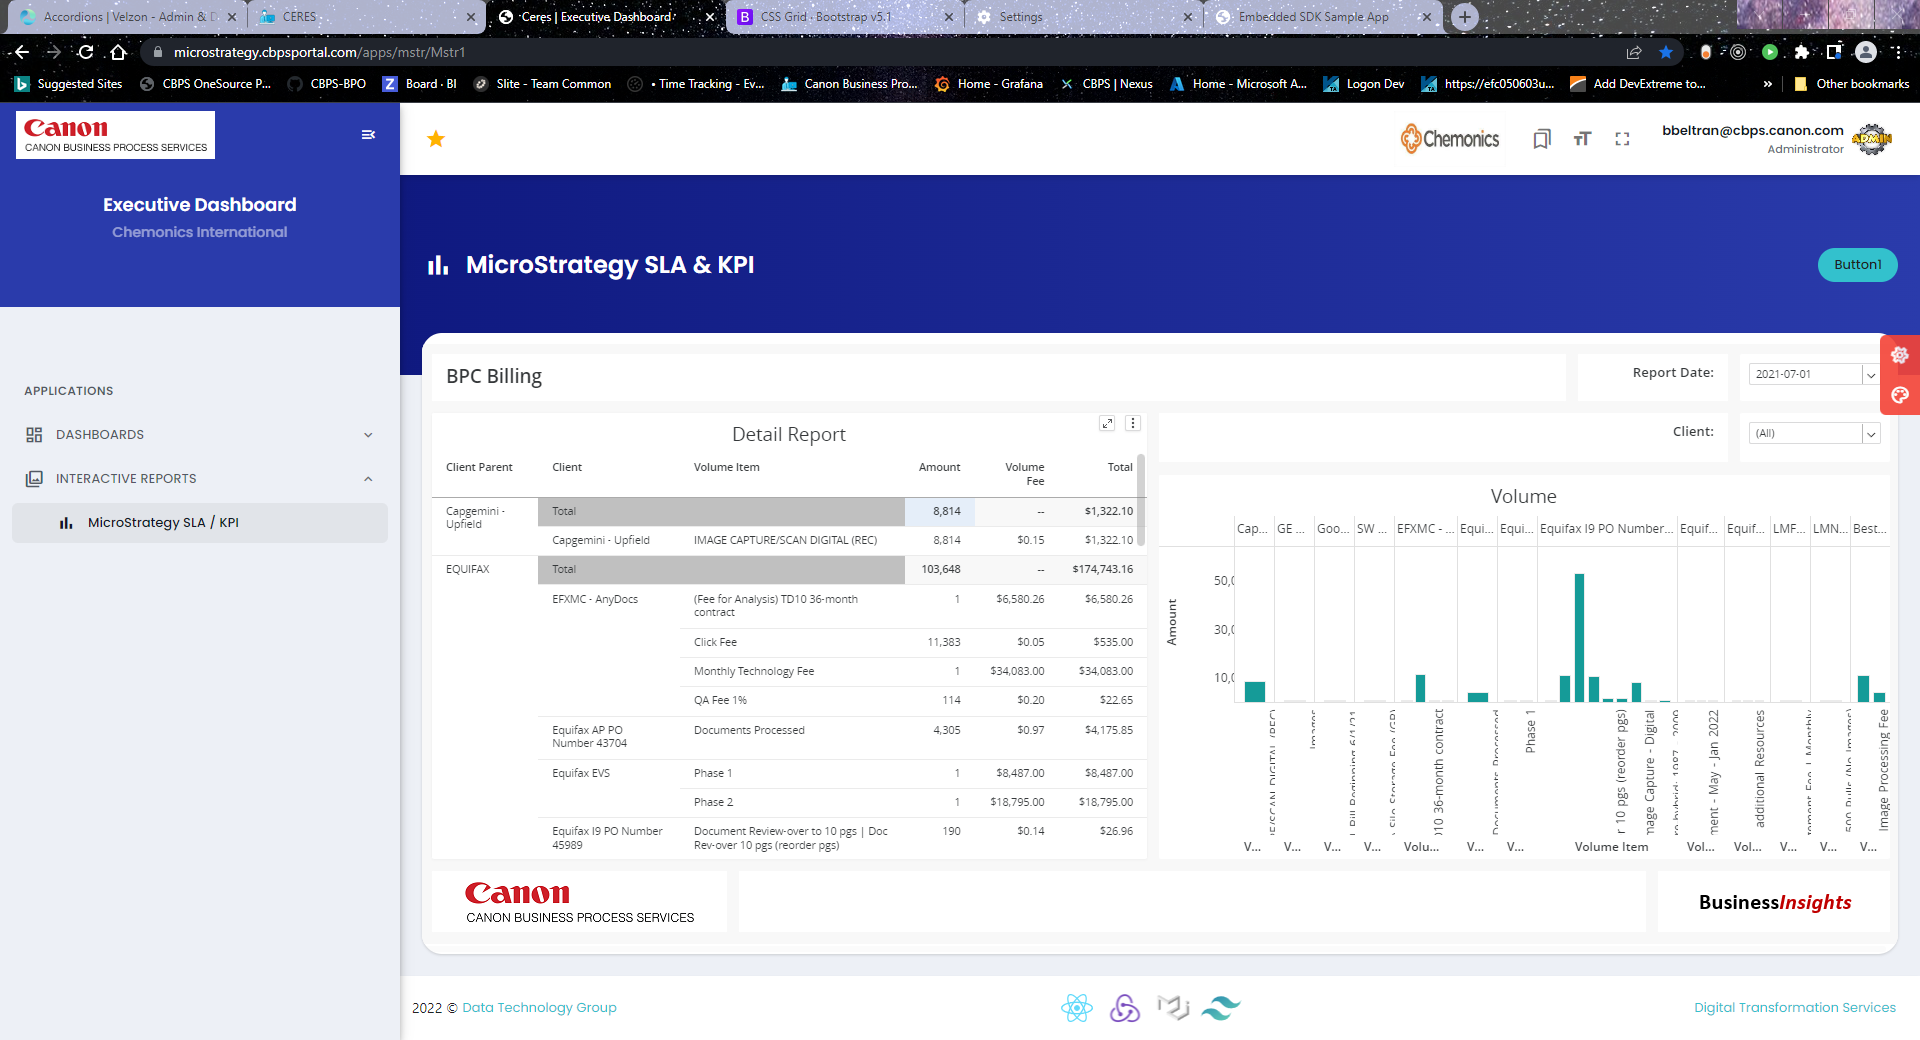 Accordions | Velzon - Admin & D
CERES
Ceres | Executive Dashboard
CSS Grid · Bootstrap v5.1
Settings
Embedded SDK Sample App
microstrategy.cbpsportal.com/apps/mstr/Mstr1
Suggested Sites
CBPS OneSource P...
CBPS-BPO
Board · BI
Slite - Team Common
• Time Tracking - Ev...
Canon Business Pro...
Home - Grafana
CBPS | Nexus
Home - Microsoft A...
Logon Dev
https://efc050603u...
Add DevExtreme to...
»
Other bookmarks
Canon
CANON BUSINESS PROCESS SERVICES
Chemonics
bbeltran@cbps.canon.com
Administrator
ADMIN
Executive Dashboard
Chemonics International
MicroStrategy SLA & KPI
Button1
APPLICATIONS
DASHBOARDS
INTERACTIVE REPORTS
MicroStrategy SLA / KPI
BPC Billing
Report Date:
2021-07-01
Client:
(All)
Detail Report
Client Parent Client Volume Item Amount Volume Fee Total
Capgemini - Upfield Total 8,814 -- $1,322.10
Capgemini - Upfield IMAGE CAPTURE/SCAN DIGITAL (REC) 8,814 $0.15 $1,322.10
EQUIFAX Total 103,648 -- $174,743.16
EFXMC - AnyDocs (Fee for Analysis) TD10 36-month contract 1 $6,580.26 $6,580.26
Click Fee 11,383 $0.05 $535.00
Monthly Technology Fee 1 $34,083.00 $34,083.00
QA Fee 1% 114 $0.20 $22.65
Equifax AP PO Number 43704 Documents Processed 4,305 $0.97 $4,175.85
Equifax EVS Phase 1 1 $8,487.00 $8,487.00
Phase 2 1 $18,795.00 $18,795.00
Equifax I9 PO Number 45989 Document Review-over to 10 pgs | Doc Rev-over 10 pgs (reorder pgs) 190 $0.14 $26.96
Volume
Cap... GE ... Goo... SW ... EFXMC - ... Equi... Equi... Equifax I9 PO Number... Equif... Equif... LMF... LMN... Best...
Amount
50,0
30,0
10,0
Images
010 36-month contract
Documents Processed
Phase 1
r 10 pgs (reorder pgs)
mage Capture - Digital
ment - May - Jan 2022
additional Resources
Image Processing Fee
V... V... V... V... Volu... V... V... Volume Item Vol... Vol... V... V... V...
Canon
CANON BUSINESS PROCESS SERVICES
BusinessInsights
2022 © Data Technology Group
Digital Transformation Services